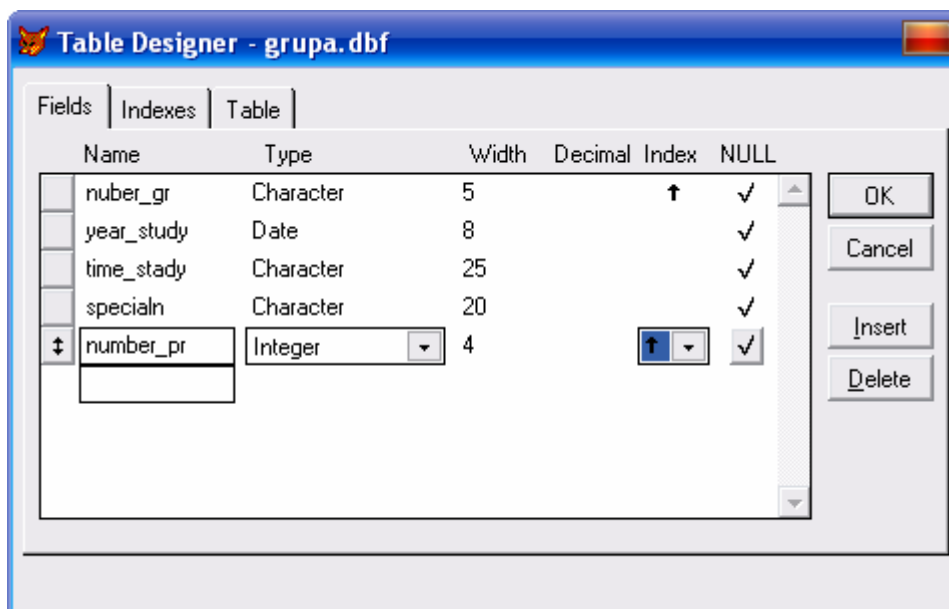 Table Designer - grupa.dbf
Fields Indexes Table
Name Type Width Decimal Index NULL
nuber_gr Character 5 ↑ ✓
year_study Date 8 ✓
time_stady Character 25 ✓
specialn Character 20 ✓
number_pr Integer 4 ↑ ✓
OK
Cancel
Insert
Delete